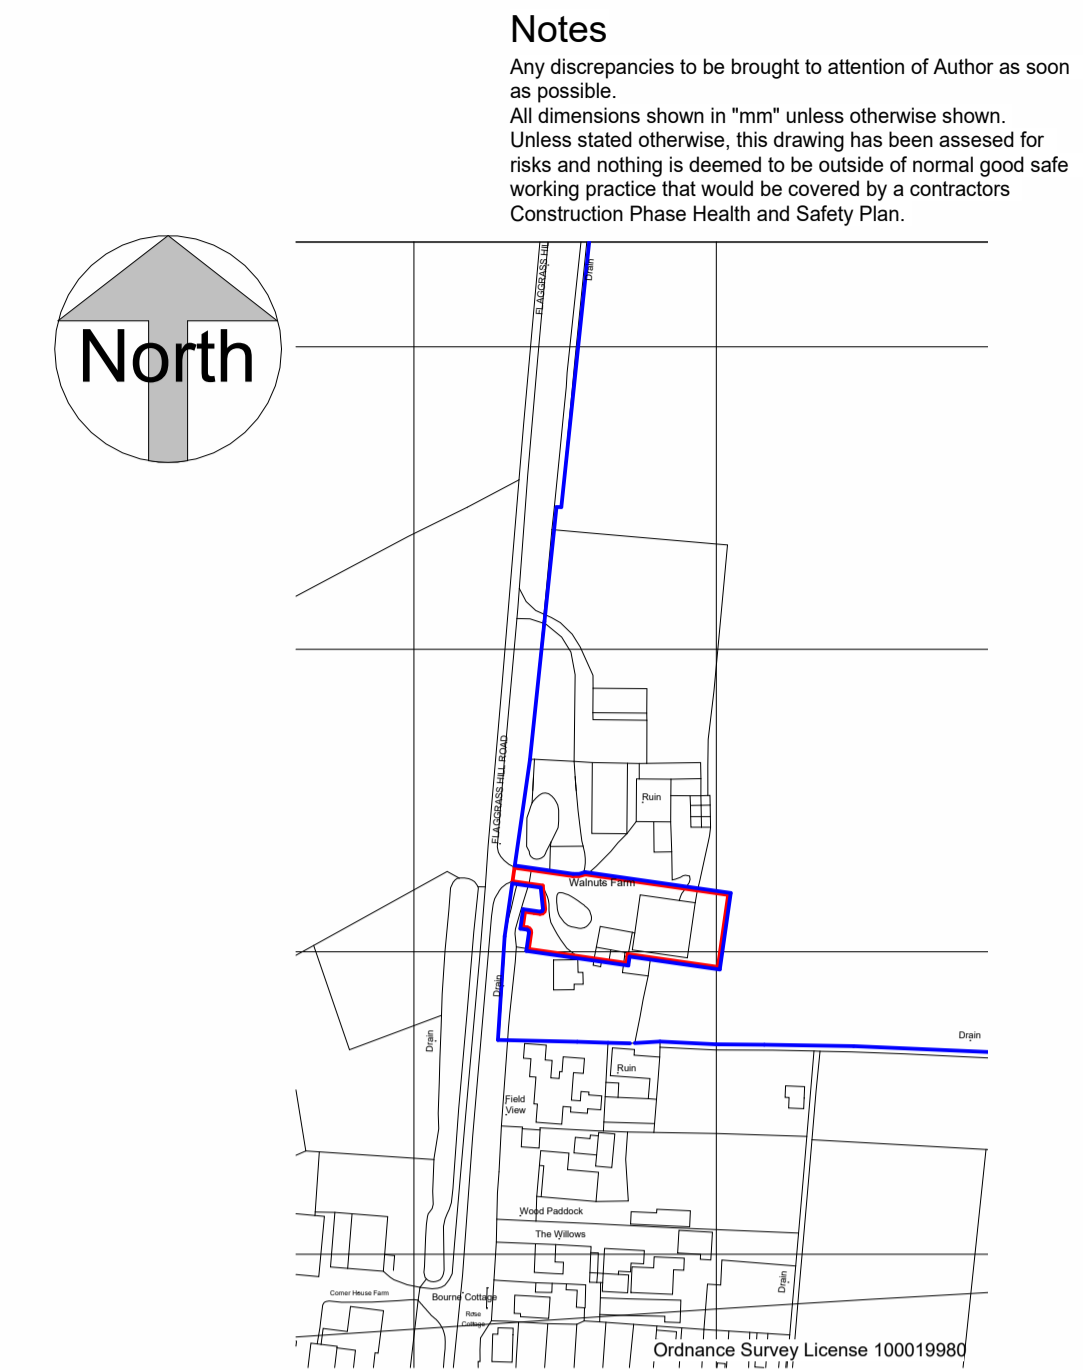 Notes
Any discrepancies to be brought to attention of Author as soon
as possible.
All dimensions shown in "mm" unless otherwise shown.
Unless stated otherwise, this drawing has been assesed for
risks and nothing is deemed to be outside of normal good safe
working practice that would be covered by a contractors
Construction Phase Health and Safety Plan.
North
FLAGGRASS HIL
Drain
FLAGGRASS HILL ROAD
Ruin
Walnuts Farm
Drain
Drain
Drain
Ruin
Field
View
Wood Paddock
The Willows
Drain
Corner House Farm
Bourne Cottage
Rose
Cottage
Ordnance Survey License 100019980